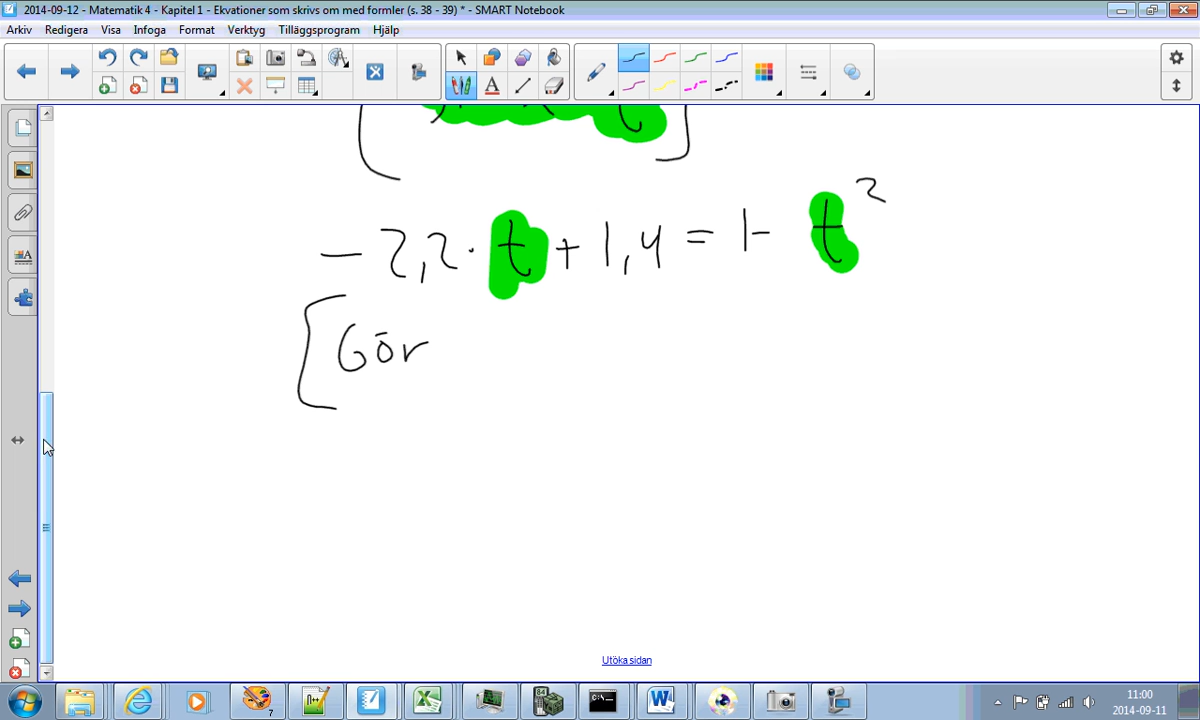 2014-09-12 - Matematik 4 - Kapitel 1 - Ekvationer som skrivs om med formler (s. 38 - 39) * - SMART Notebook
Arkiv Redigera Visa Infoga Format Verktyg Tilläggsprogram Hjälp
t
- 2,2 · t + 1,4 = 1 - t²
[Gör
Utöka sidan
11:00
2014-09-11